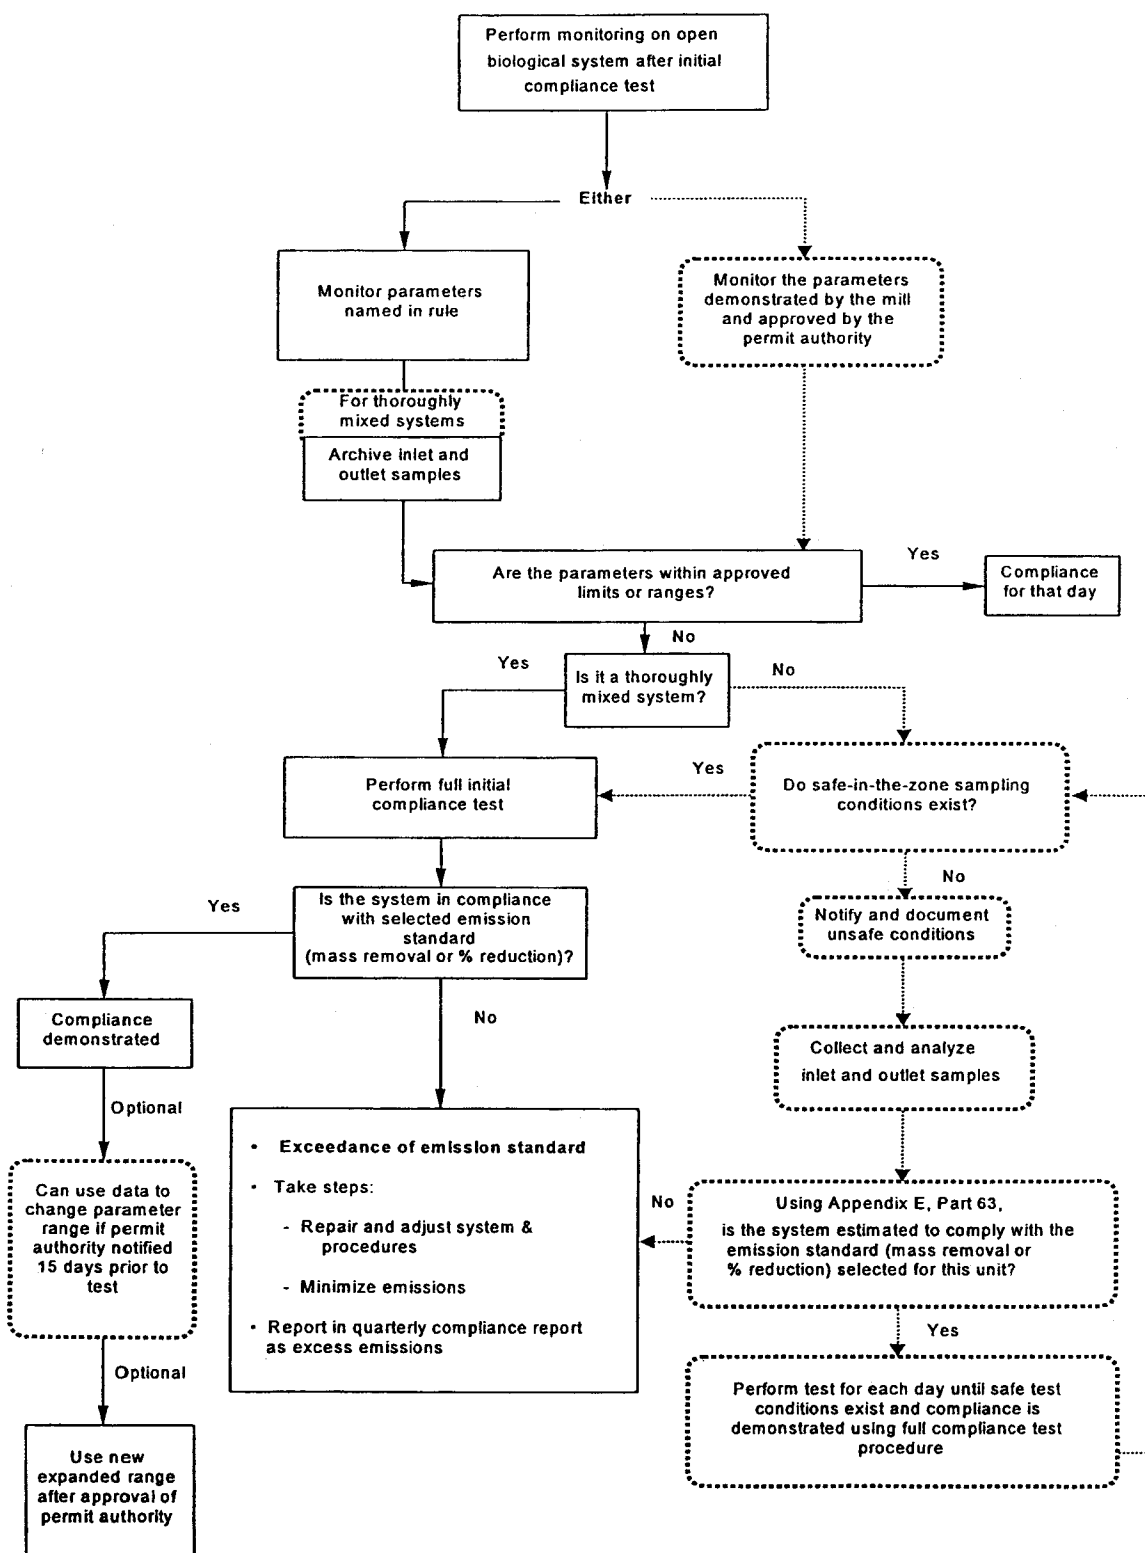 Perform monitoring on open
biological system after initial
compliance test
Either
Monitor parameters
named in rule
Monitor the parameters
demonstrated by the mill
and approved by the
permit authority
For thoroughly
mixed systems
Archive inlet and
outlet samples
Are the parameters within approved
limits or ranges?
Yes
Compliance
for that day
No
Is it a thoroughly
mixed system?
Yes
No
Perform full initial
compliance test
Yes
Do safe-in-the-zone sampling
conditions exist?
No
Is the system in compliance
with selected emission
standard
(mass removal or % reduction)?
Yes
No
Notify and document
unsafe conditions
Compliance
demonstrated
Collect and analyze
inlet and outlet samples
Optional
• Exceedance of emission standard
• Take steps:
- Repair and adjust system &
procedures
- Minimize emissions
• Report in quarterly compliance report
as excess emissions
Can use data to
change parameter
range if permit
authority notified
15 days prior to
test
No
Using Appendix E, Part 63,
is the system estimated to comply with the
emission standard (mass removal or
% reduction) selected for this unit?
Yes
Optional
Perform test for each day until safe test
conditions exist and compliance is
demonstrated using full compliance test
procedure
Use new
expanded range
after approval of
permit authority